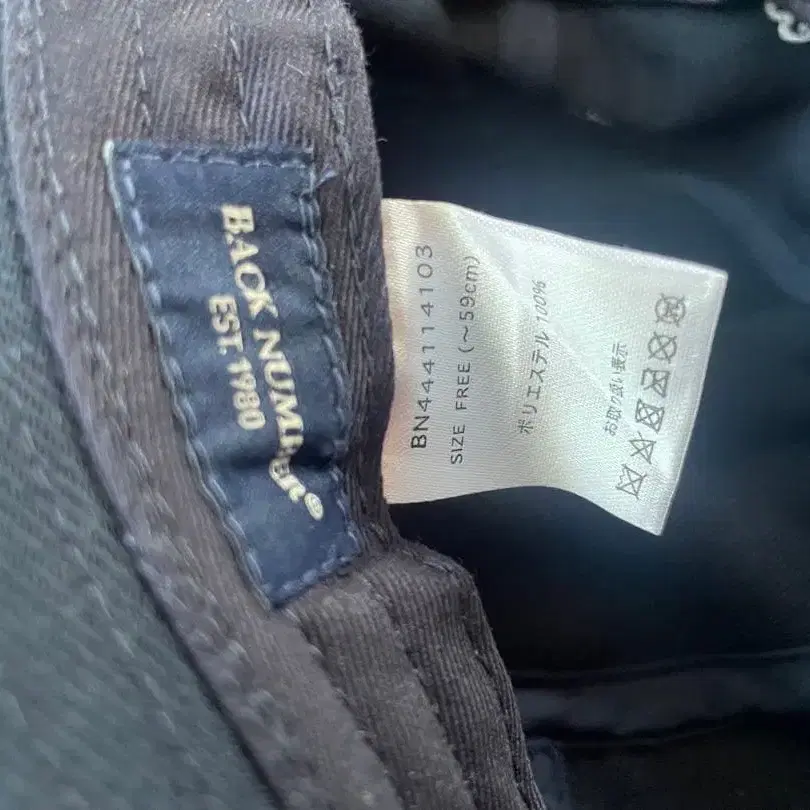 BACK NUMBER®
EST. 1980
BN444114103
SIZE FREE (～59cm)
ポリエステル 100%
お取り扱い表示